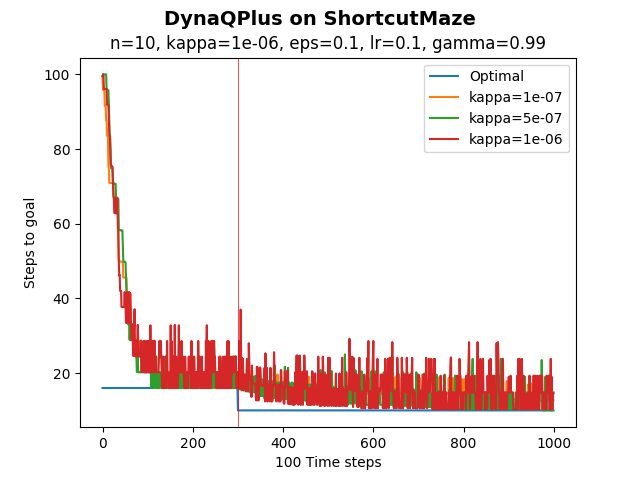 DynaQPlus on ShortcutMaze
n=10, kappa=1e-06, eps=0.1, lr=0.1, gamma=0.99
Optimal
kappa=1e-07
kappa=5e-07
kappa=1e-06
Steps to goal
100
80
60
40
20
0 200 400 600 800 1000
100 Time steps